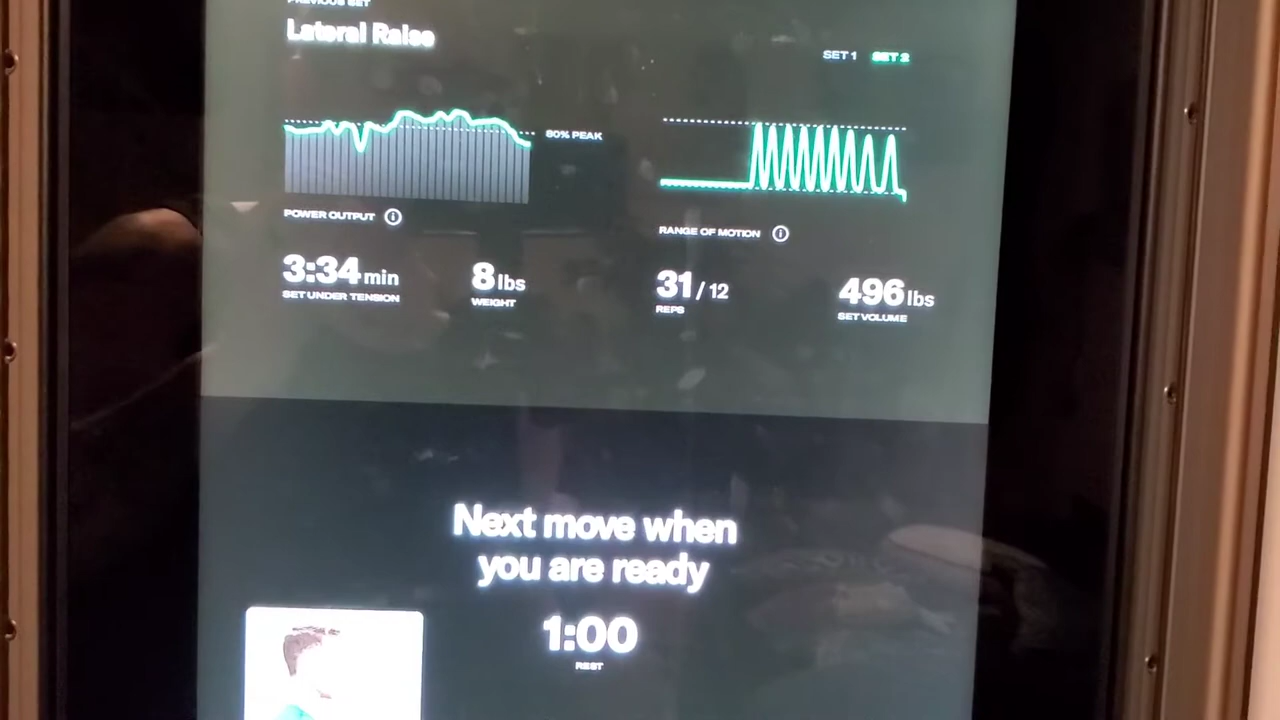 PREVIOUS SET
Lateral Raise
SET 1 SET 2
80% PEAK
POWER OUTPUT
RANGE OF MOTION
3:34 min
SET UNDER TENSION
8 lbs
WEIGHT
31 / 12
REPS
496 lbs
SET VOLUME
Next move when
you are ready
1:00
REST